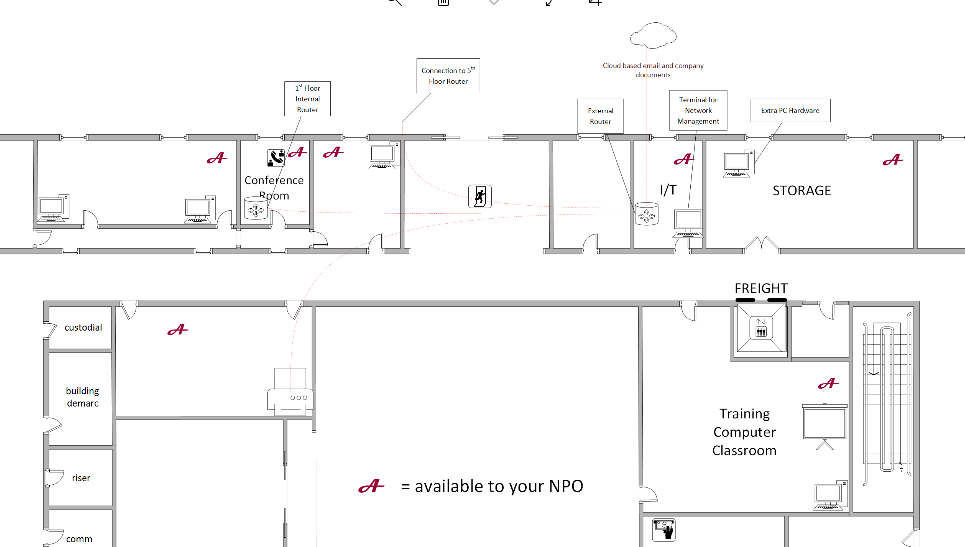 Cloud based email and company
documents
Connection to 5th
Floor Router
1st Floor
Internal
Router
External
Router
Terminal for
Network
Management
Extra PC Hardware
A
A
A
A
A
Conference
Room
I/T
STORAGE
FREIGHT
custodial
A
building
demarc
A
Training
Computer
Classroom
riser
A = available to your NPO
comm